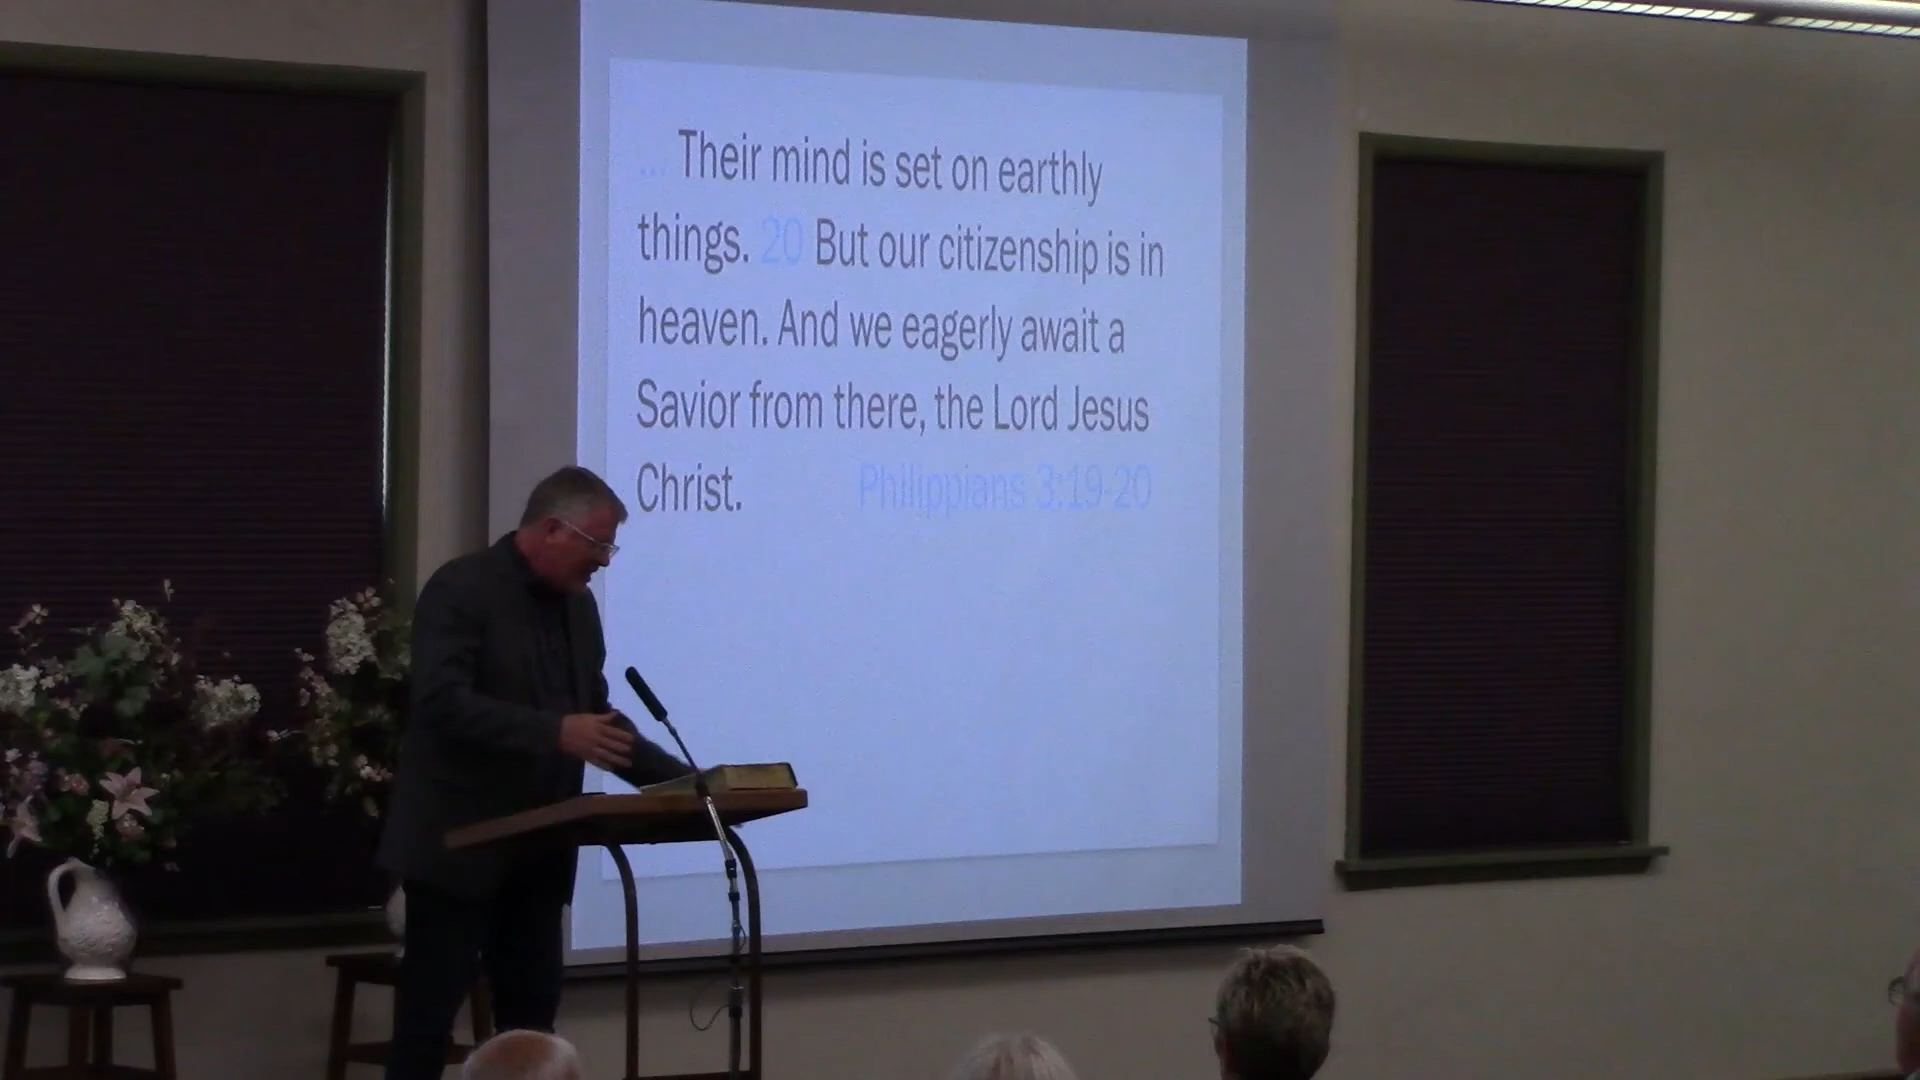 ... Their mind is set on earthly
things. 20 But our citizenship is in
heaven. And we eagerly await a
Savior from there, the Lord Jesus
Christ. Philippians 3:19-20